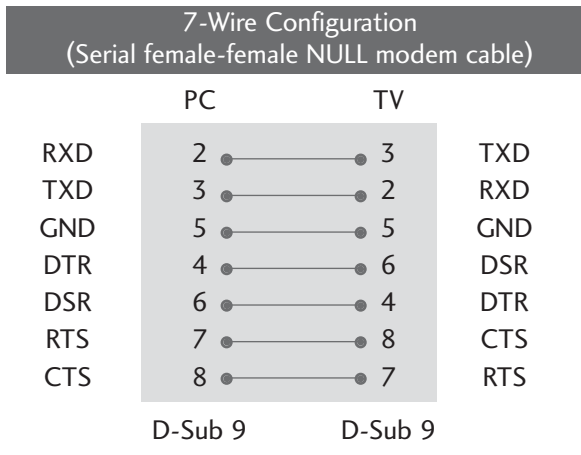 7-Wire Configuration
(Serial female-female NULL modem cable)
PC TV
RXD 2 3 TXD
TXD 3 2 RXD
GND 5 5 GND
DTR 4 6 DSR
DSR 6 4 DTR
RTS 7 8 CTS
CTS 8 7 RTS
D-Sub 9 D-Sub 9